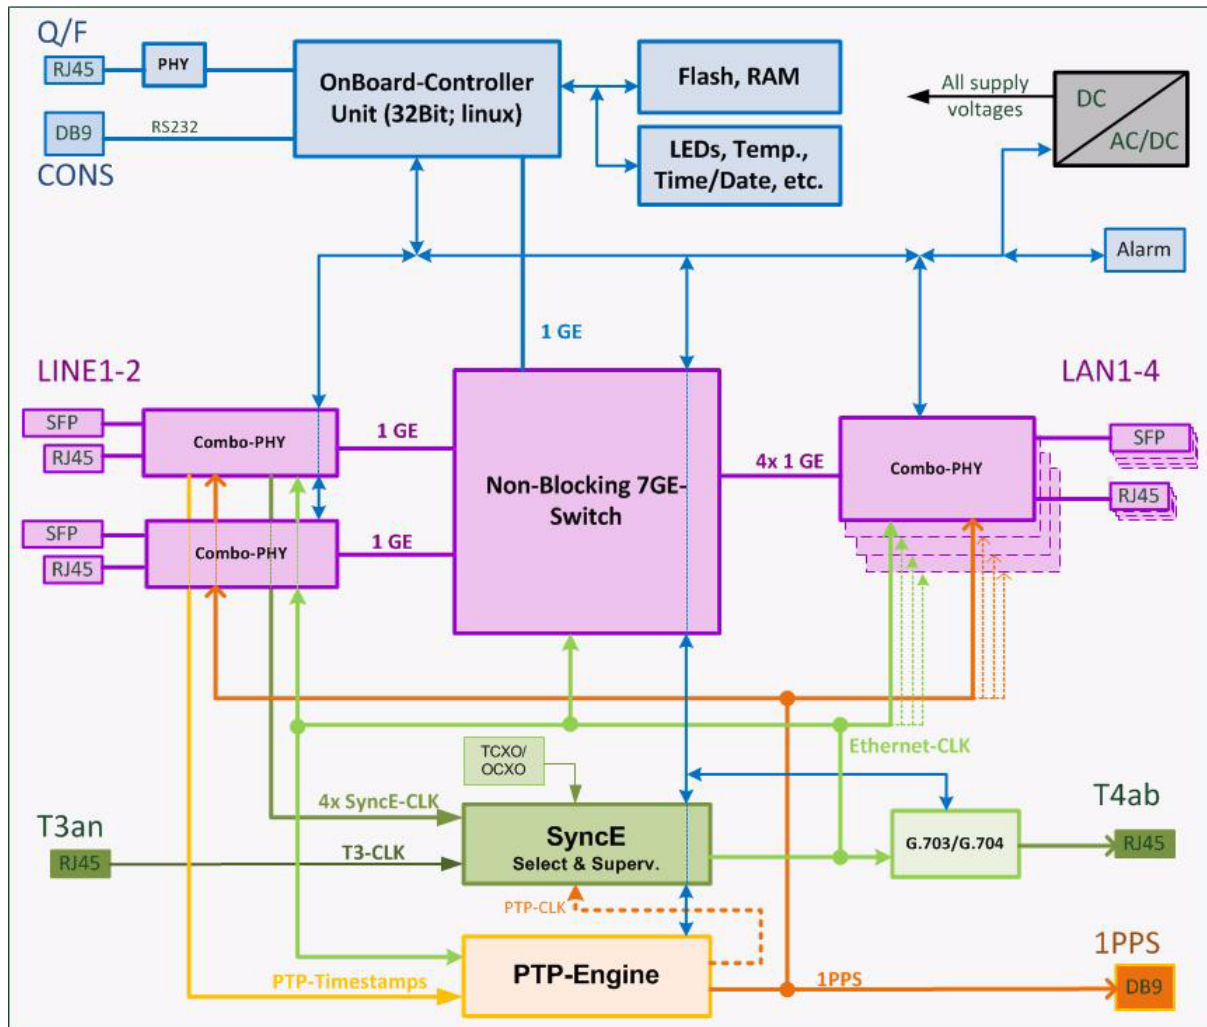 Q/F
RJ45
PHY
OnBoard-Controller
Unit (32Bit; linux)
DB9
RS232
CONS
Flash, RAM
LEDs, Temp.,
Time/Date, etc.
All supply
voltages
DC
AC/DC
Alarm
1 GE
LINE1-2
LAN1-4
SFP
RJ45
Combo-PHY
1 GE
SFP
RJ45
Combo-PHY
1 GE
Non-Blocking 7GE-
Switch
4x 1 GE
Combo-PHY
SFP
RJ45
Ethernet-CLK
TCXO/
OCXO
4x SyncE-CLK
T3an
RJ45
T3-CLK
SyncE
Select & Superv.
G.703/G.704
T4ab
RJ45
PTP-CLK
PTP-Timestamps
PTP-Engine
1PPS
1PPS
DB9